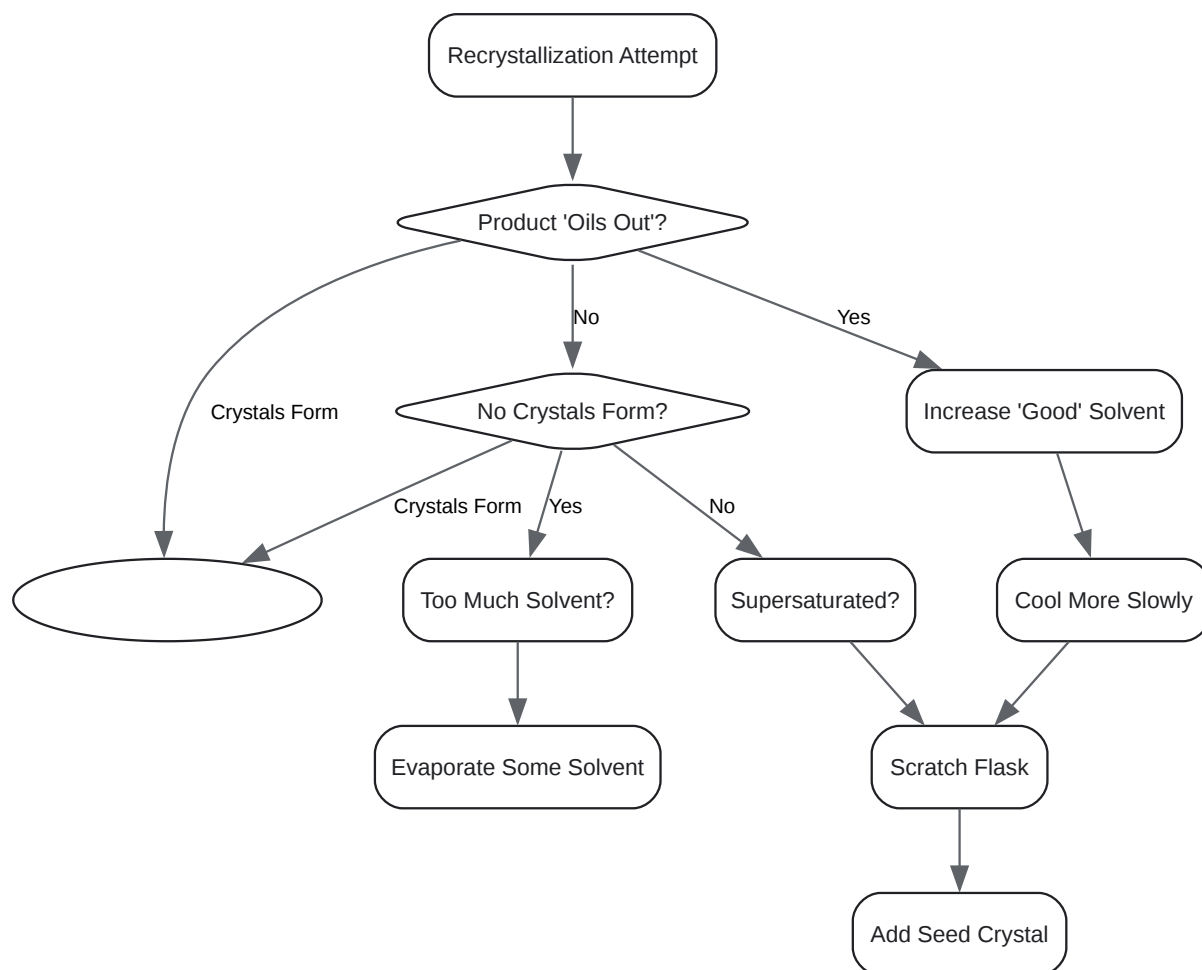 Recrystallization Attempt
Product 'Oils Out'?
No
Yes
Crystals Form
No Crystals Form?
Increase 'Good' Solvent
Crystals Form
Yes
No
Too Much Solvent?
Supersaturated?
Cool More Slowly
Evaporate Some Solvent
Scratch Flask
Add Seed Crystal